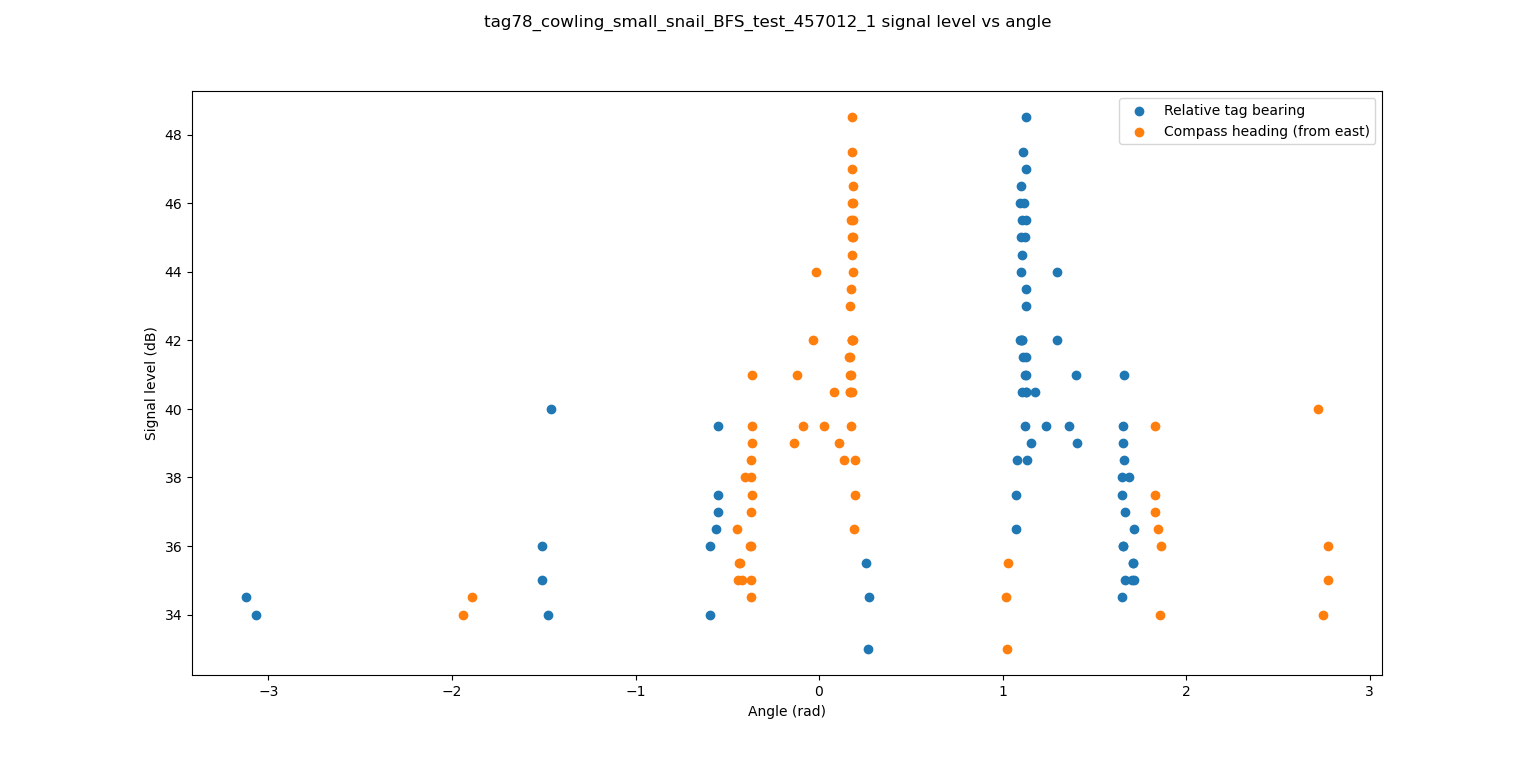 tag78_cowling_small_snail_BFS_test_457012_1 signal level vs angle
Relative tag bearing
Compass heading (from east)
48
46
44
42
40
38
36
34
Signal level (dB)
−3 −2 −1 0 1 2 3
Angle (rad)